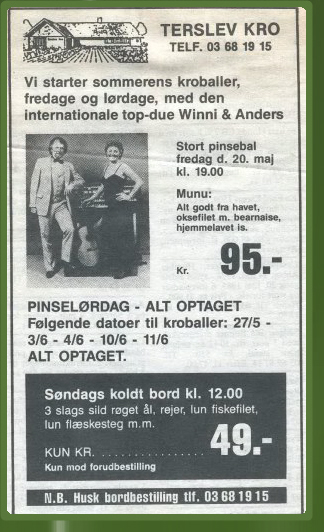 TERSLEV KRO
TELF. 03 68 19 15
Vi starter sommerens kroballer,
fredage og lørdage, med den
internationale top-due Winni & Anders
Stort pinsebal
fredag d. 20. maj
kl. 19.00
Munu:
Alt godt fra havet,
oksefilet m. bearnaise,
hjemmelavet is.
Kr. 95.-
PINSELØRDAG - ALT OPTAGET
Følgende datoer til kroballer: 27/5 -
3/6 - 4/6 - 10/6 - 11/6
ALT OPTAGET.
Søndags koldt bord kl. 12.00
3 slags sild røget ål, rejer, lun fiskefilet,
lun flæskesteg m.m.
KUN KR. ................ 49.-
Kun mod forudbestilling
N.B. Husk bordbestilling tlf. 03 68 19 15